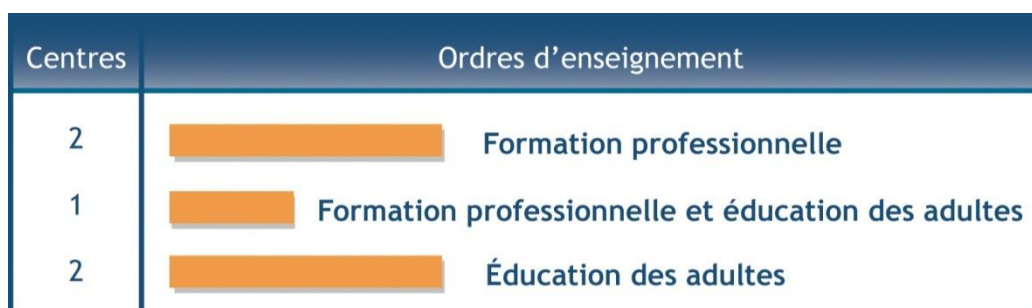 Centres Ordres d'enseignement
2 Formation professionnelle
1 Formation professionnelle et éducation des adultes
2 Éducation des adultes